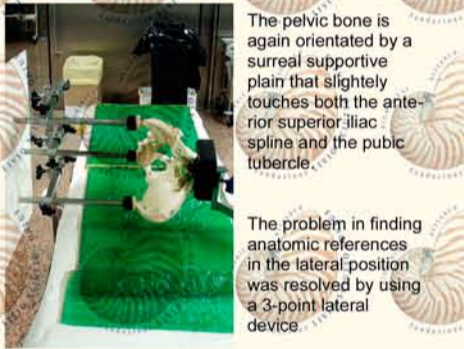 The pelvic bone is
again orientated by a
surreal supportive
plain that slightely
touches both the ante-
rior superior iliac
spline and the pubic
tubercle.
The problem in finding
anatomic references
in the lateral position
was resolved by using
a 3-point lateral
device.